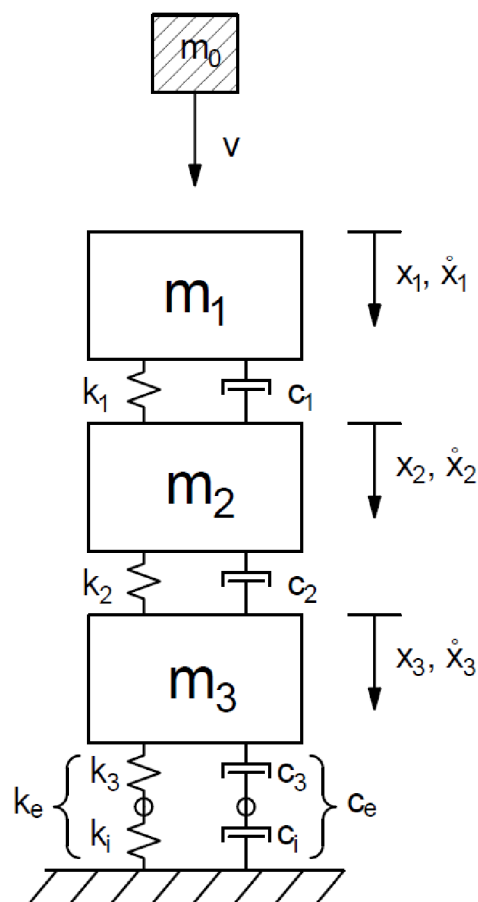 m₀
v
m₁
x₁, ẋ₁
k₁
c₁
m₂
x₂, ẋ₂
k₂
c₂
m₃
x₃, ẋ₃
k₃
c₃
kₑ
cₑ
kᵢ
cᵢ